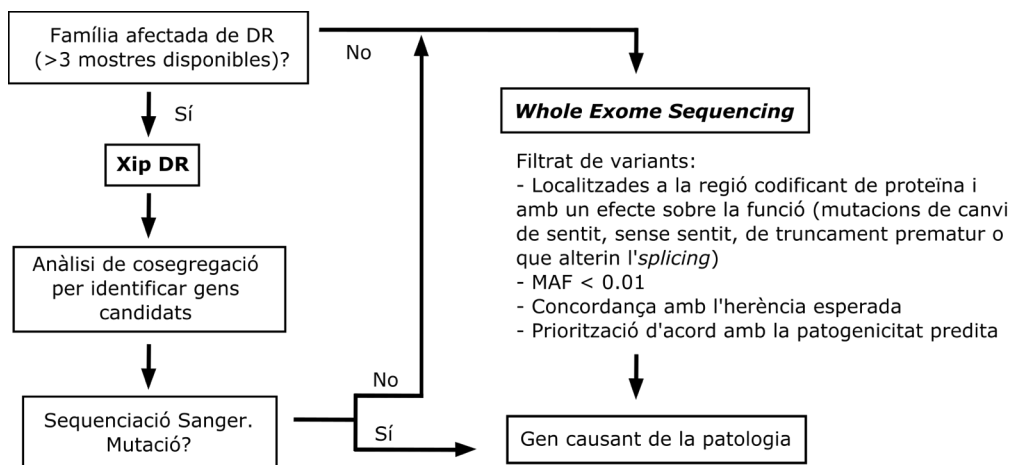 Família afectada de DR
(>3 mostres disponibles)?
No
Sí
Xip DR
Anàlisi de cosegregació
per identificar gens
candidats
Sequenciació Sanger.
Mutació?
No
Sí
Whole Exome Sequencing
Filtrat de variants:
- Localitzades a la regió codificant de proteïna i
amb un efecte sobre la funció (mutacions de canvi
de sentit, sense sentit, de truncament prematur o
que alterin l'splicing)
- MAF < 0.01
- Concordança amb l'herència esperada
- Priorització d'acord amb la patogenicitat predita
Gen causant de la patologia